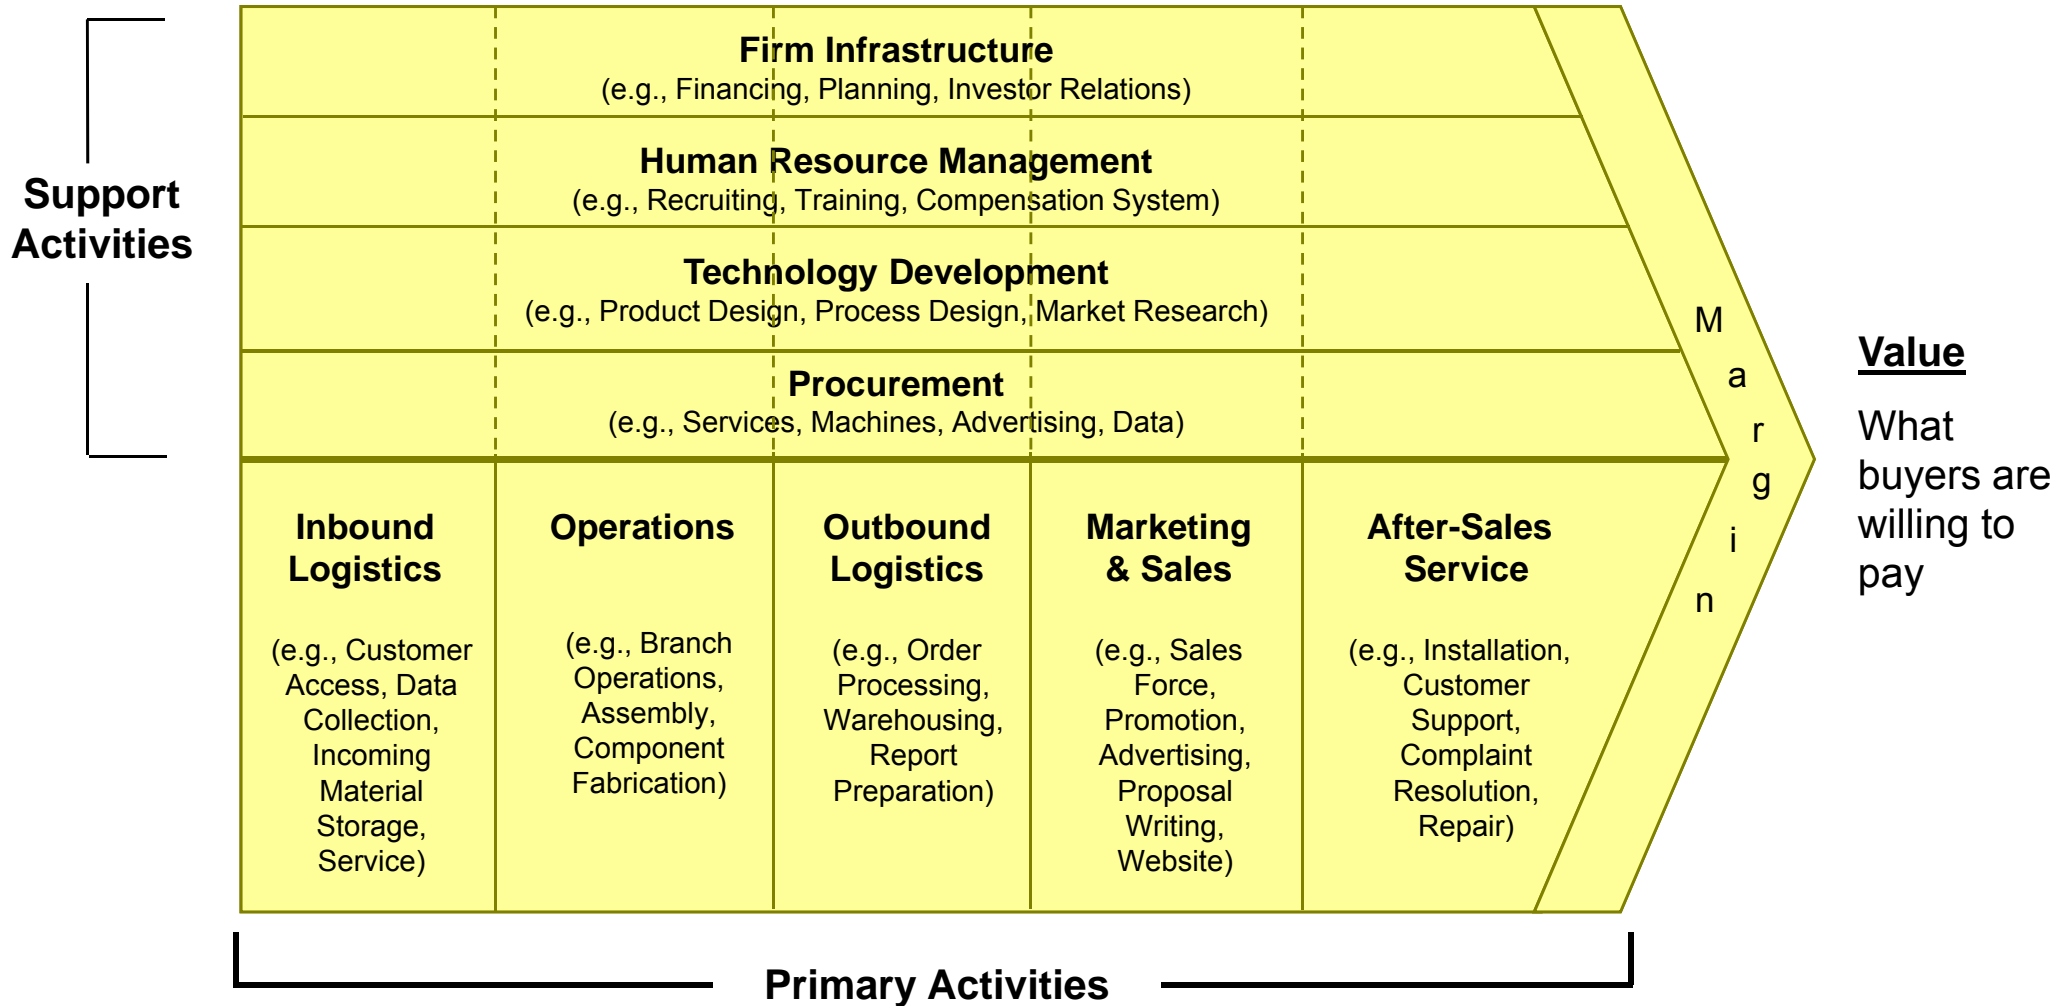 Support
Activities
Firm Infrastructure
(e.g., Financing, Planning, Investor Relations)
Human Resource Management
(e.g., Recruiting, Training, Compensation System)
Technology Development
(e.g., Product Design, Process Design, Market Research)
Procurement
(e.g., Services, Machines, Advertising, Data)
Inbound
Logistics
(e.g., Customer
Access, Data
Collection,
Incoming
Material
Storage,
Service)
Operations
(e.g., Branch
Operations,
Assembly,
Component
Fabrication)
Outbound
Logistics
(e.g., Order
Processing,
Warehousing,
Report
Preparation)
Marketing
& Sales
(e.g., Sales
Force,
Promotion,
Advertising,
Proposal
Writing,
Website)
After-Sales
Service
(e.g., Installation,
Customer
Support,
Complaint
Resolution,
Repair)
Margin
Value
What
buyers are
willing to
pay
Primary Activities